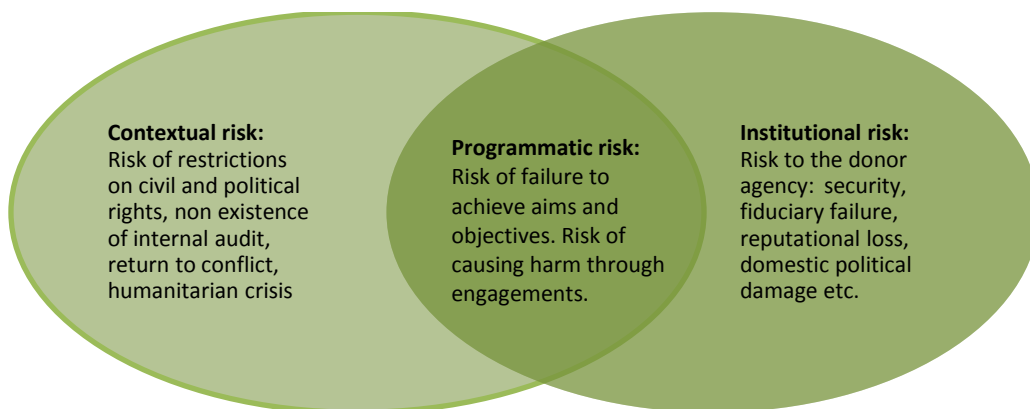 Contextual risk:
Risk of restrictions
on civil and political
rights, non existence
of internal audit,
return to conflict,
humanitarian crisis
Programmatic risk:
Risk of failure to
achieve aims and
objectives. Risk of
causing harm through
engagements.
Institutional risk:
Risk to the donor
agency: security,
fiduciary failure,
reputational loss,
domestic political
damage etc.